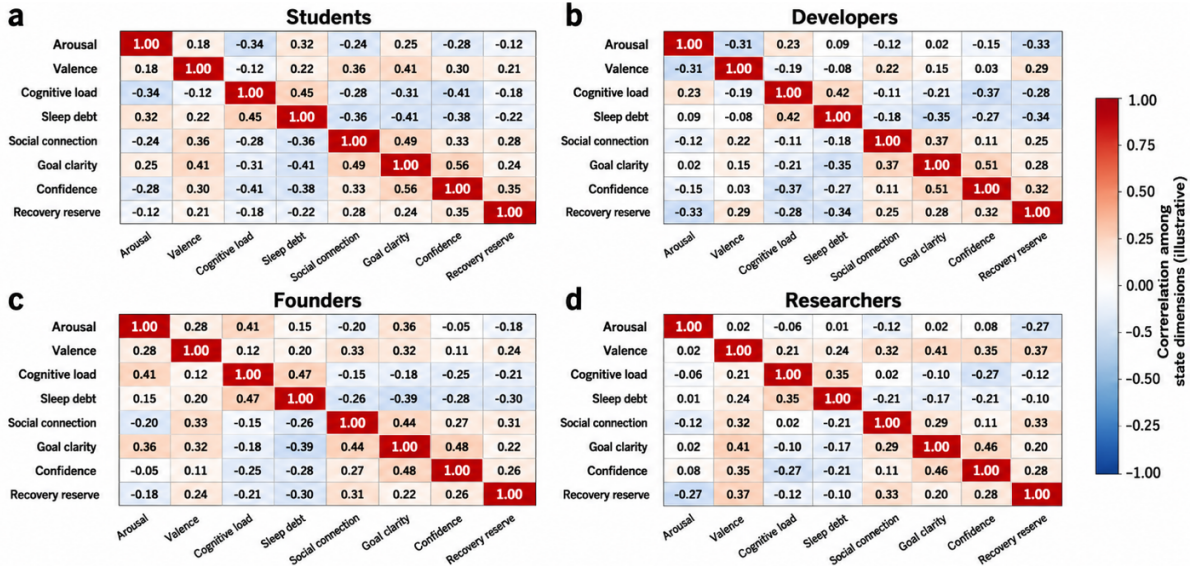 a Students
Arousal 1.00 0.18 -0.34 0.32 -0.24 0.25 -0.28 -0.12
Valence 0.18 1.00 -0.12 0.22 0.36 0.41 0.30 0.21
Cognitive load -0.34 -0.12 1.00 0.45 -0.28 -0.31 -0.41 -0.18
Sleep debt 0.32 0.22 0.45 1.00 -0.36 -0.41 -0.38 -0.22
Social connection -0.24 0.36 -0.28 -0.36 1.00 0.49 0.33 0.28
Goal clarity 0.25 0.41 -0.31 -0.41 0.49 1.00 0.56 0.24
Confidence -0.28 0.30 -0.41 -0.38 0.33 0.56 1.00 0.35
Recovery reserve -0.12 0.21 -0.18 -0.22 0.28 0.24 0.35 1.00
Arousal Valence Cognitive load Sleep debt Social connection Goal clarity Confidence Recovery reserve
b Developers
Arousal 1.00 -0.31 0.23 0.09 -0.12 0.02 -0.15 -0.33
Valence -0.31 1.00 -0.19 -0.08 0.22 0.15 0.03 0.29
Cognitive load 0.23 -0.19 1.00 0.42 -0.11 -0.21 -0.37 -0.28
Sleep debt 0.09 -0.08 0.42 1.00 -0.18 -0.35 -0.27 -0.34
Social connection -0.12 0.22 -0.11 -0.18 1.00 0.37 0.11 0.25
Goal clarity 0.02 0.15 -0.21 -0.35 0.37 1.00 0.51 0.28
Confidence -0.15 0.03 -0.37 -0.27 0.11 0.51 1.00 0.32
Recovery reserve -0.33 0.29 -0.28 -0.34 0.25 0.28 0.32 1.00
Arousal Valence Cognitive load Sleep debt Social connection Goal clarity Confidence Recovery reserve
c Founders
Arousal 1.00 0.28 0.41 0.15 -0.20 0.36 -0.05 -0.18
Valence 0.28 1.00 0.12 0.20 0.33 0.32 0.11 0.24
Cognitive load 0.41 0.12 1.00 0.47 -0.15 -0.18 -0.25 -0.21
Sleep debt 0.15 0.20 0.47 1.00 -0.26 -0.39 -0.28 -0.30
Social connection -0.20 0.33 -0.15 -0.26 1.00 0.44 0.27 0.31
Goal clarity 0.36 0.32 -0.18 -0.39 0.44 1.00 0.48 0.22
Confidence -0.05 0.11 -0.25 -0.28 0.27 0.48 1.00 0.26
Recovery reserve -0.18 0.24 -0.21 -0.30 0.31 0.22 0.26 1.00
Arousal Valence Cognitive load Sleep debt Social connection Goal clarity Confidence Recovery reserve
d Researchers
Arousal 1.00 0.02 -0.06 0.01 -0.12 0.02 0.08 -0.27
Valence 0.02 1.00 0.21 0.24 0.32 0.41 0.35 0.37
Cognitive load -0.06 0.21 1.00 0.35 0.02 -0.10 -0.27 -0.12
Sleep debt 0.01 0.24 0.35 1.00 -0.21 -0.17 -0.21 -0.10
Social connection -0.12 0.32 0.02 -0.21 1.00 0.29 0.11 0.33
Goal clarity 0.02 0.41 -0.10 -0.17 0.29 1.00 0.46 0.20
Confidence 0.08 0.35 -0.27 -0.21 0.11 0.46 1.00 0.28
Recovery reserve -0.27 0.37 -0.12 -0.10 0.33 0.20 0.28 1.00
Arousal Valence Cognitive load Sleep debt Social connection Goal clarity Confidence Recovery reserve
1.00
0.75
0.50
0.25
0.00
-0.5
-0.25
-0.50
-0.75
-1.00
Correrelation among
state dimensions (illustrative)